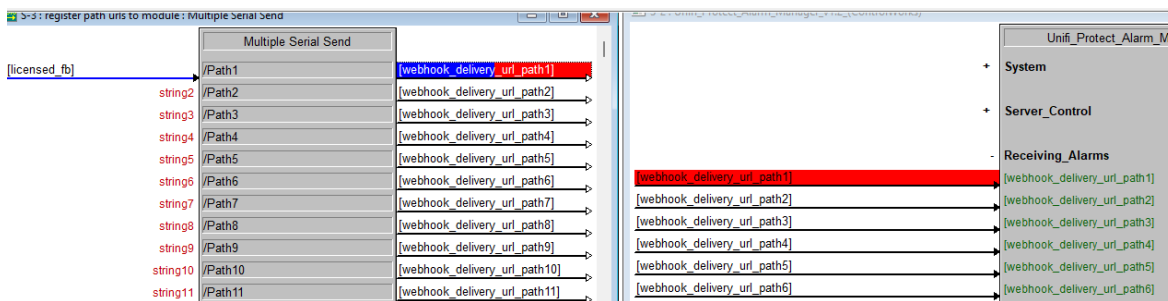 S-3 : register path urls to module : Multiple Serial Send
Multiple Serial Send
[licensed_fb] /Path1 [webhook_delivery_url_path1]
string2 /Path2 [webhook_delivery_url_path2]
string3 /Path3 [webhook_delivery_url_path3]
string4 /Path4 [webhook_delivery_url_path4]
string5 /Path5 [webhook_delivery_url_path5]
string6 /Path6 [webhook_delivery_url_path6]
string7 /Path7 [webhook_delivery_url_path7]
string8 /Path8 [webhook_delivery_url_path8]
string9 /Path9 [webhook_delivery_url_path9]
string10 /Path10 [webhook_delivery_url_path10]
string11 /Path11 [webhook_delivery_url_path11]
Unifi_Protect_Alarm_M
+ System
+ Server_Control
- Receiving_Alarms
[webhook_delivery_url_path1] [webhook_delivery_url_path1]
[webhook_delivery_url_path2] [webhook_delivery_url_path2]
[webhook_delivery_url_path3] [webhook_delivery_url_path3]
[webhook_delivery_url_path4] [webhook_delivery_url_path4]
[webhook_delivery_url_path5] [webhook_delivery_url_path5]
[webhook_delivery_url_path6] [webhook_delivery_url_path6]